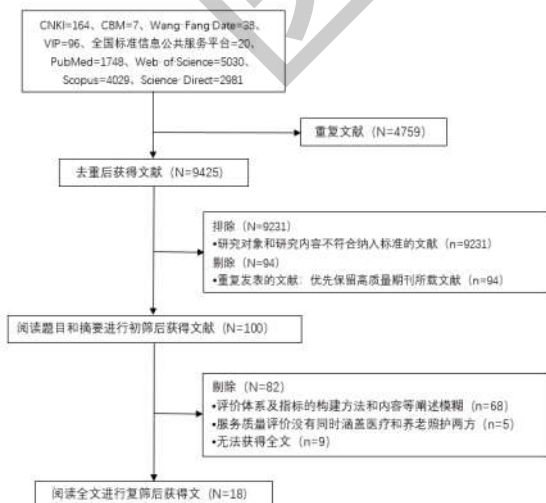 CNKI=164、CBM=7、Wang Fang Date=38、
VIP=96、全国标准信息公共服务平台=20、
PubMed=1748、Web of Science=5030、
Scopus=4029、Science Direct=2981
重复文献（N=4759）
去重后获得文献（N=9425）
排除（N=9231）
•研究对象和研究内容不符合纳入标准的文献（n=9231）
剔除（N=94）
•重复发表的文献：优先保留高质量期刊所载文献（n=94）
阅读题目和摘要进行初筛后获得文献（N=100）
剔除（N=82）
•评价体系及指标的构建方法和内容等阐述模糊（n=68）
•服务质量评价没有同时涵盖医疗和养老照护两方（n=5）
•无法获得全文（n=9）
阅读全文进行复筛后获得文（N=18）